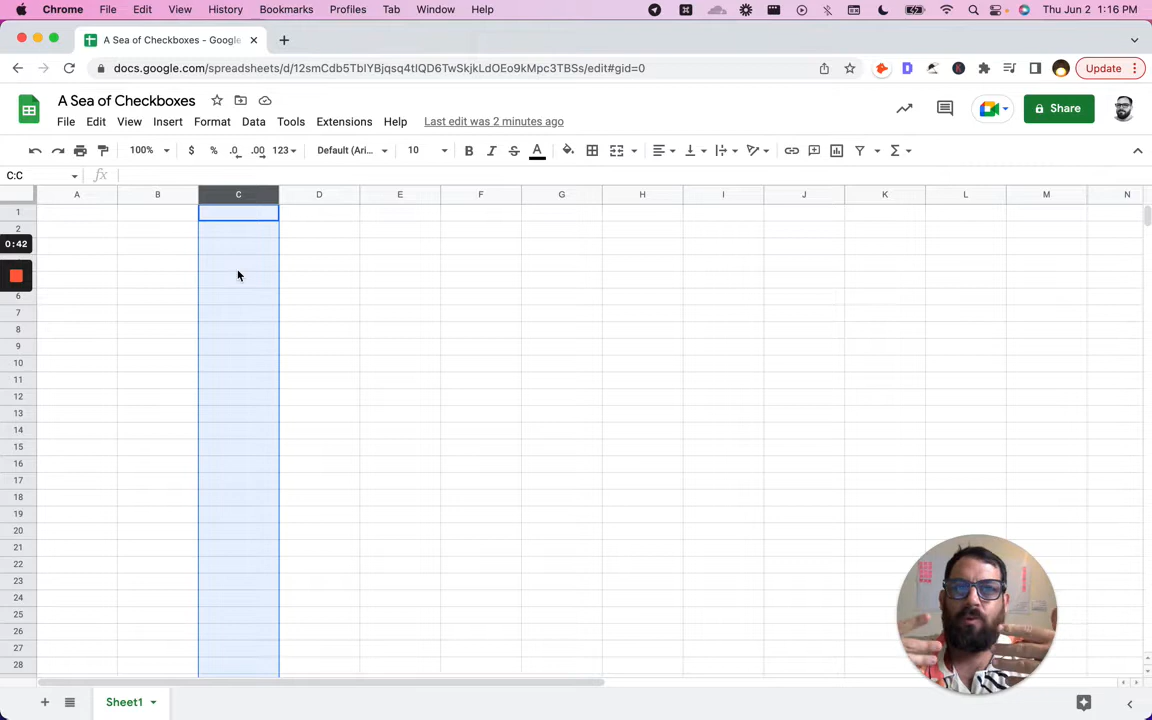 Chrome File Edit View History Bookmarks Profiles Tab Window Help Thu Jun 2 1:16 PM
A Sea of Checkboxes - Google
docs.google.com/spreadsheets/d/12smCdb5TbIYBjqsq4tIQD6TwSkjkLdOEo9kMpc3TBSs/edit#gid=0 Update
A Sea of Checkboxes
File Edit View Insert Format Data Tools Extensions Help Last edit was 2 minutes ago Share
100% $ % .0 .00 123 Default (Ari... 10 B I S A
C:C fx
A B C D E F G H I J K L M N
1
2
0:42
6
7
8
9
10
11
12
13
14
15
16
17
18
19
20
21
22
23
24
25
26
27
28
Sheet1